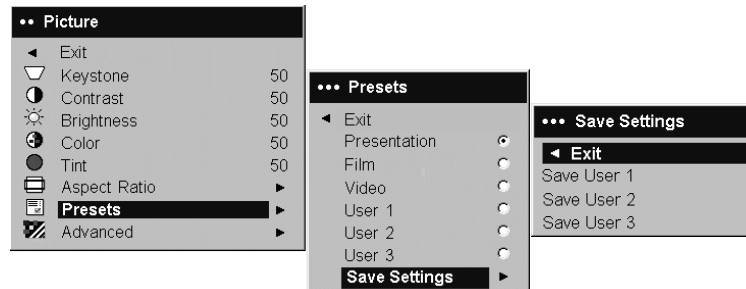 •• Picture
◄ Exit
Keystone 50
Contrast 50
Brightness 50
Color 50
Tint 50
Aspect Ratio ►
Presets ►
Advanced ►
••• Presets
◄ Exit
Presentation
Film
Video
User 1
User 2
User 3
Save Settings ►
••• Save Settings
◄ Exit
Save User 1
Save User 2
Save User 3